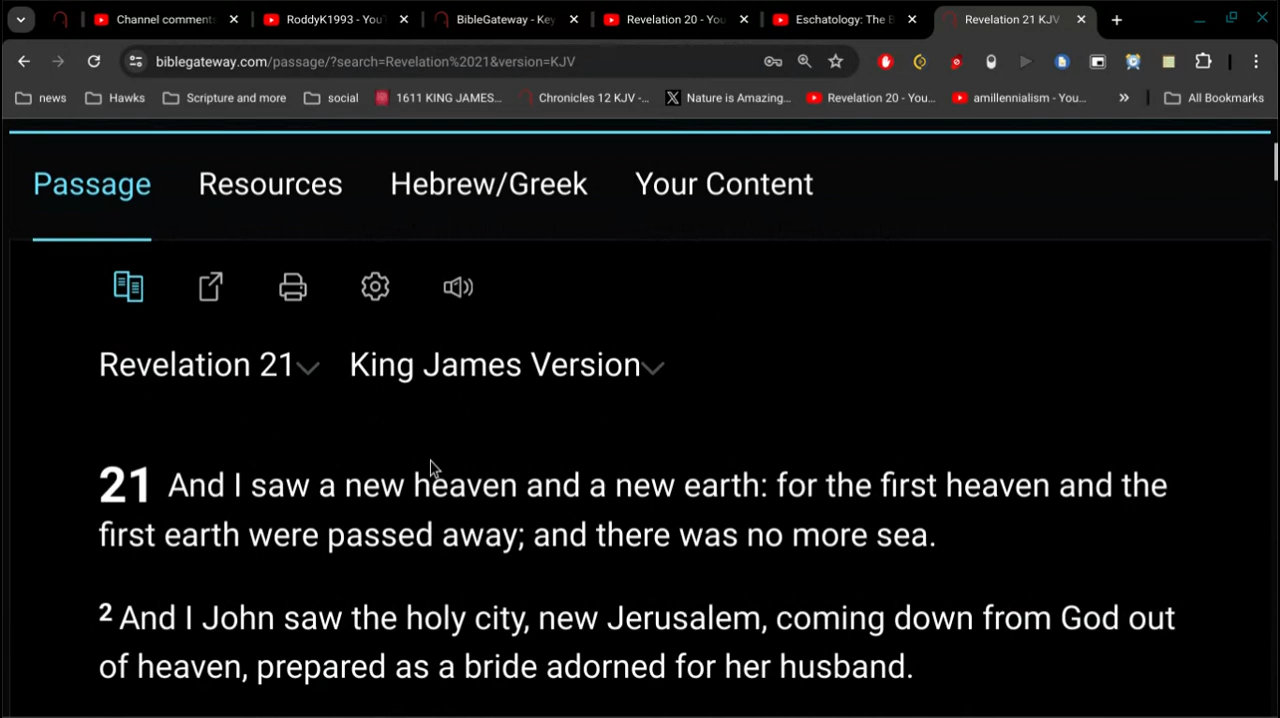 Channel comments
RoddyK1993 - YouT
BibleGateway - Key
Revelation 20 - You
Eschatology: The B
Revelation 21 KJV
biblegateway.com/passage/?search=Revelation%2021&version=KJV
news
Hawks
Scripture and more
social
1611 KING JAMES...
Chronicles 12 KJV -...
Nature is Amazing...
Revelation 20 - You...
amillennialism - You...
»
All Bookmarks
Passage
Resources
Hebrew/Greek
Your Content
Revelation 21
King James Version
21 And I saw a new heaven and a new earth: for the first heaven and the
first earth were passed away; and there was no more sea.
2 And I John saw the holy city, new Jerusalem, coming down from God out
of heaven, prepared as a bride adorned for her husband.